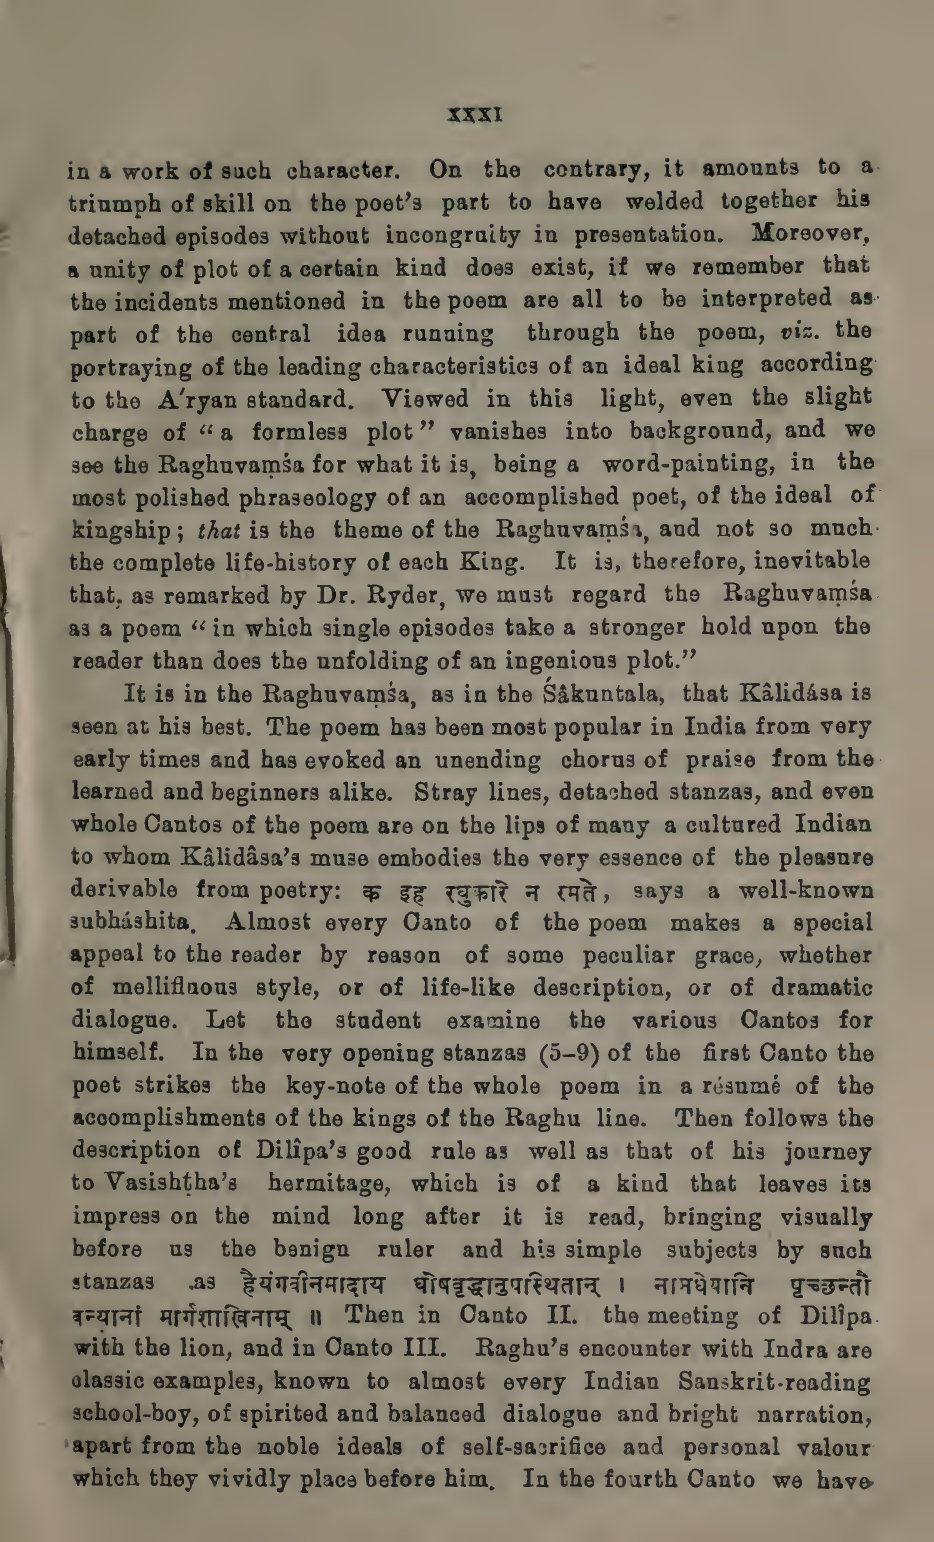 XXXI
in a work of such character. On the contrary, it amounts to a
triumph of skill on the poet's part to have welded together his
detached episodes without incongruity in presentation. Moreover,
a unity of plot of a certain kind does exist, if we remember that
the incidents mentioned in the poem are all to be interpreted as
part of the central idea running through the poem, viz. the
portraying of the leading characteristics of an ideal king according
to the A'ryan standard. Viewed in this light, even the slight
charge of “a formless plot” vanishes into background, and we
see the Raghuvaṃśa for what it is, being a word-painting, in the
most polished phraseology of an accomplished poet, of the ideal of
kingship; that is the theme of the Raghuvaṃśa, and not so much
the complete life-history of each King. It is, therefore, inevitable
that, as remarked by Dr. Ryder, we must regard the Raghuvaṃśa
as a poem “in which single episodes take a stronger hold upon the
reader than does the unfolding of an ingenious plot.”
It is in the Raghuvaṃśa, as in the Śâkuntala, that Kâlidása is
seen at his best. The poem has been most popular in India from very
early times and has evoked an unending chorus of praise from the
learned and beginners alike. Stray lines, detached stanzas, and even
whole Cantos of the poem are on the lips of many a cultured Indian
to whom Kâlidâsa's muse embodies the very essence of the pleasure
derivable from poetry: क इह रघुकारे न रमते, says a well-known
subháshita. Almost every Canto of the poem makes a special
appeal to the reader by reason of some peculiar grace, whether
of mellifluous style, or of life-like description, or of dramatic
dialogue. Let the student examine the various Cantos for
himself. In the very opening stanzas (5–9) of the first Canto the
poet strikes the key-note of the whole poem in a résumé of the
accomplishments of the kings of the Raghu line. Then follows the
description of Dilîpa's good rule as well as that of his journey
to Vasishṭha's hermitage, which is of a kind that leaves its
impress on the mind long after it is read, bringing visually
before us the benign ruler and his simple subjects by such
stanzas as हैयंगवीनमादाय घोषवृद्धानुपस्थितान् । नामधेयानि पृच्छन्तौ
वन्यानां मार्गशाखिनाम् ॥ Then in Canto II. the meeting of Dilîpa
with the lion, and in Canto III. Raghu's encounter with Indra are
classic examples, known to almost every Indian Sanskrit-reading
school-boy, of spirited and balanced dialogue and bright narration,
apart from the noble ideals of self-sacrifice and personal valour
which they vividly place before him. In the fourth Canto we have